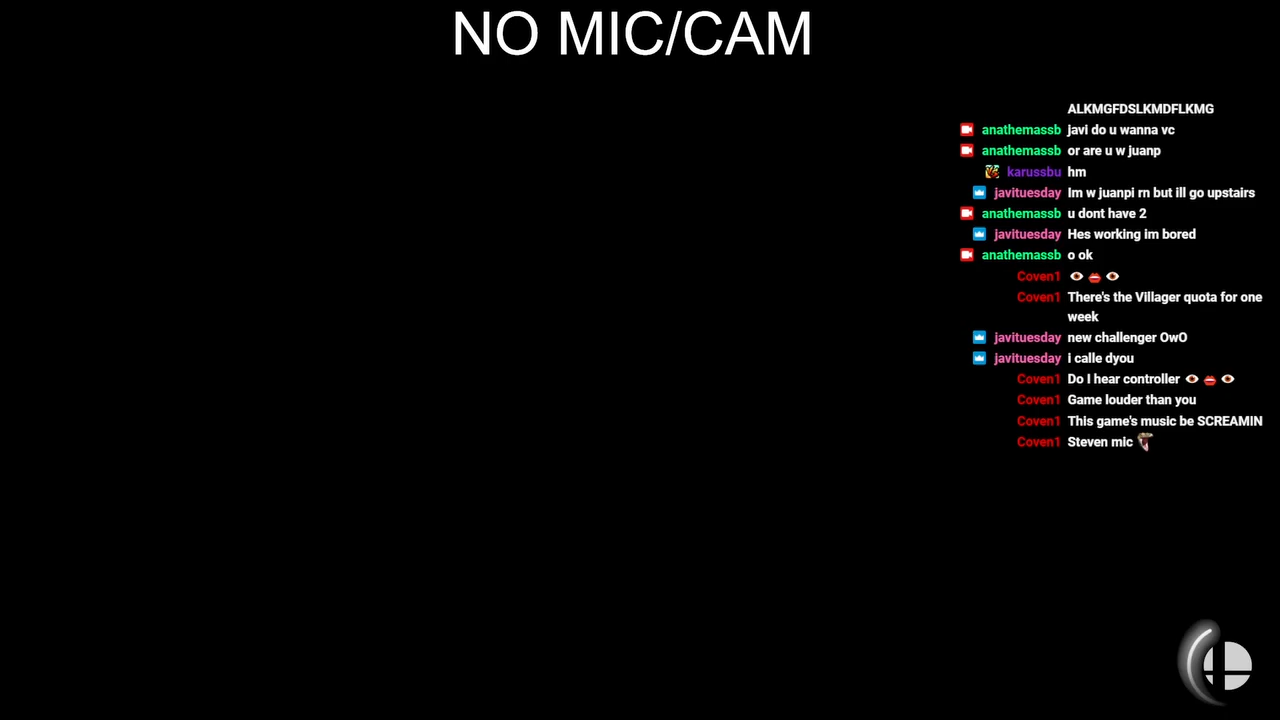 NO MIC/CAM
ALKMGFDSLKMDFLKMG
anathemassb javi do u wanna vc
anathemassb or are u w juanp
karussbu hm
javituesday Im w juanpi rn but ill go upstairs
anathemassb u dont have 2
javituesday Hes working im bored
anathemassb o ok
Coven1 👁️👄👁️
Coven1 There's the Villager quota for one
week
javituesday new challenger OwO
javituesday i calle dyou
Coven1 Do I hear controller 👁️👄👁️
Coven1 Game louder than you
Coven1 This game's music be SCREAMIN
Coven1 Steven mic